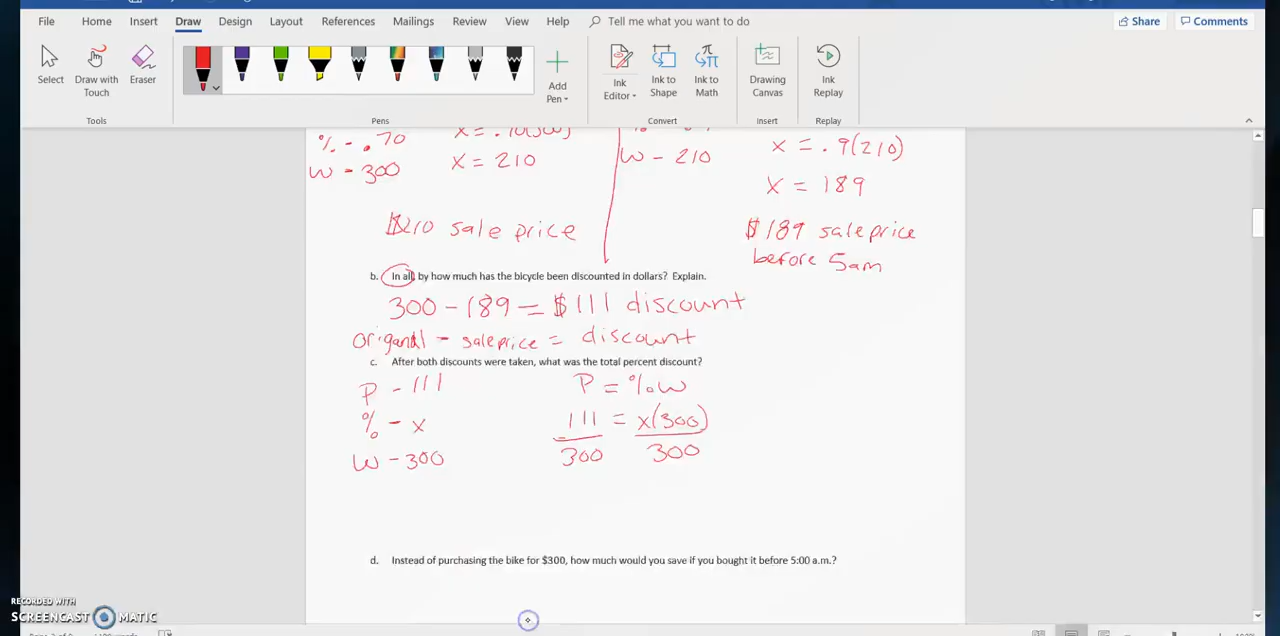 File Home Insert Draw Design Layout References Mailings Review View Help Tell me what you want to do Share Comments
Select Draw with Touch Eraser Add Pen Ink Editor Ink to Shape Ink to Math Drawing Canvas Ink Replay
Tools Pens Convert Insert Replay
% - .70
W - 300
x = 210
W - 210
x = .9(210)
x = 189
$210 sale price
$189 sale price
before 5am
b. In all, by how much has the bicycle been discounted in dollars? Explain.
300 - 189 = $111 discount
origanal - sale price = discount
c. After both discounts were taken, what was the total percent discount?
P - 111
P = %W
% - x
111 = x(300)
W - 300
300 300
d. Instead of purchasing the bike for $300, how much would you save if you bought it before 5:00 a.m.?
RECORDED WITH
SCREENCAST MATIC